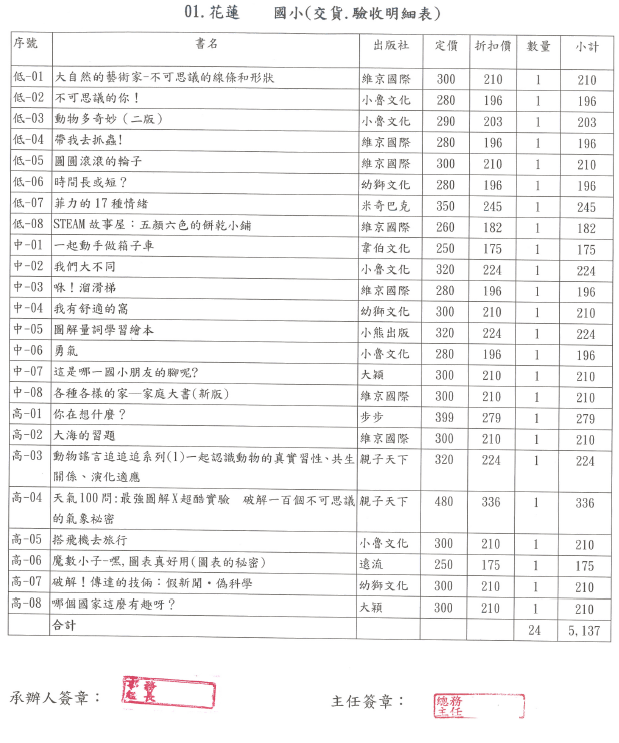 01.花蓮 國小(交貨.驗收明細表)
序號 書名 出版社 定價 折扣價 數量 小計
低-01 大自然的藝術家-不可思議的線條和形狀 維京國際 300 210 1 210
低-02 不可思議的你! 小魯文化 280 196 1 196
低-03 動物多奇妙(二版) 小魯文化 290 203 1 203
低-04 帶我去抓蟲! 維京國際 280 196 1 196
低-05 圓圓滾滾的輪子 維京國際 300 210 1 210
低-06 時間長或短? 幼獅文化 280 196 1 196
低-07 菲力的17種情緒 米奇巴克 350 245 1 245
低-08 STEAM故事屋:五顏六色的餅乾小鋪 維京國際 260 182 1 182
中-01 一起動手做箱子車 韋伯文化 250 175 1 175
中-02 我們大不同 小魯文化 320 224 1 224
中-03 咻!溜滑梯 維京國際 280 196 1 196
中-04 我有舒適的窩 幼獅文化 300 210 1 210
中-05 圖解量詞學習繪本 小熊出版 320 224 1 224
中-06 勇氣 小魯文化 280 196 1 196
中-07 這是哪一國小朋友的腳呢? 大穎 300 210 1 210
中-08 各種各樣的家—家庭大書(新版) 維京國際 300 210 1 210
高-01 你在想什麼? 步步 399 279 1 279
高-02 大海的習題 維京國際 300 210 1 210
高-03 動物謠言追追追系列(1)一起認識動物的真實習性、共生 親子天下 320 224 1 224
關係、演化適應
高-04 天氣100問:最強圖解X超酷實驗 破解一百個不可思議 親子天下 480 336 1 336
的氣象祕密
高-05 搭飛機去旅行 小魯文化 300 210 1 210
高-06 魔數小子-嘿,圖表真好用(圖表的秘密) 遠流 250 175 1 175
高-07 破解!傳達的技倆:假新聞·偽科學 幼獅文化 300 210 1 210
高-08 哪個國家這麼有趣呀? 大穎 300 210 1 210
合計 24 5,137
承辦人簽章: 主任簽章:
總務
主任